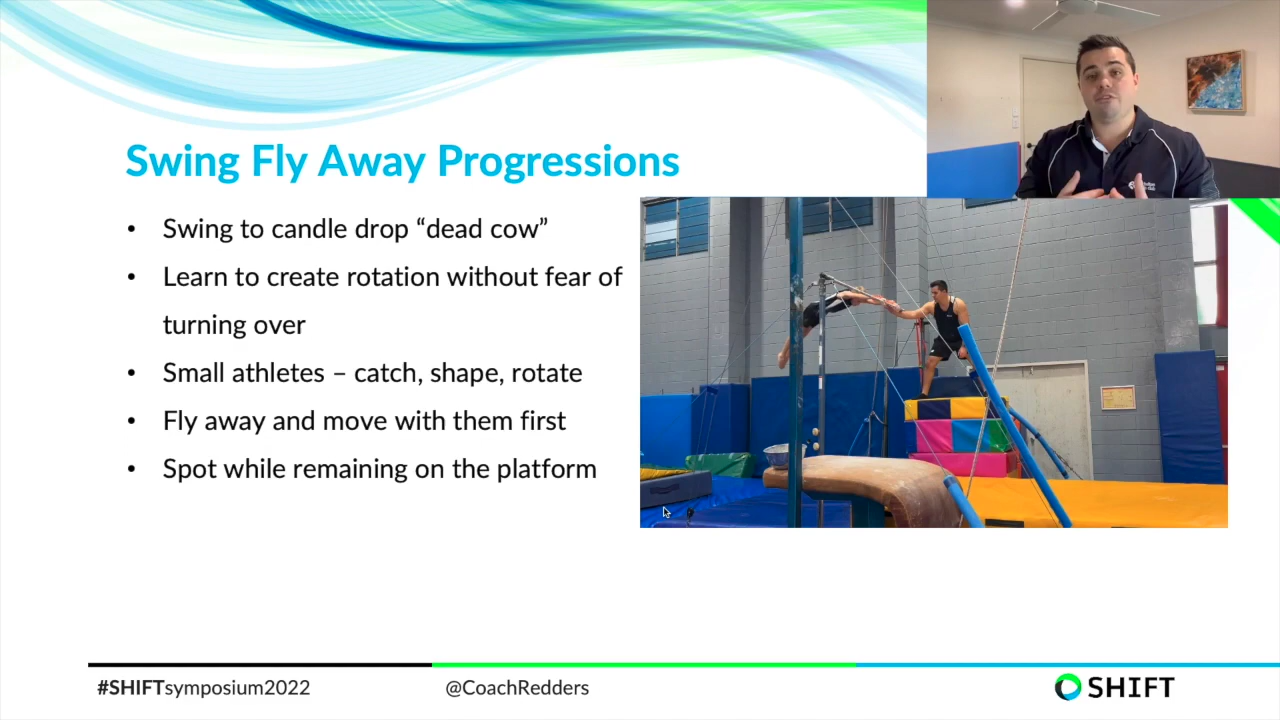 Swing Fly Away Progressions
• Swing to candle drop “dead cow”
• Learn to create rotation without fear of
turning over
• Small athletes – catch, shape, rotate
• Fly away and move with them first
• Spot while remaining on the platform
#SHIFTsymposium2022
@CoachRedders
SHIFT